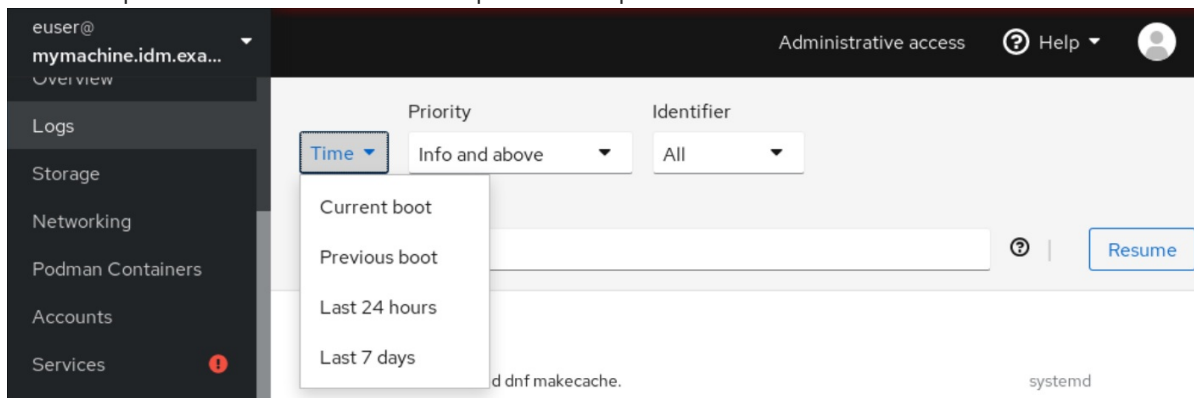 euser@
mymachine.idm.exa...
Administrative access
Help
Overview
Logs
Storage
Networking
Podman Containers
Accounts
Services
Priority
Identifier
Time
Info and above
All
Current boot
Previous boot
Last 24 hours
Last 7 days
Resume
d dnf makecache.
systemd